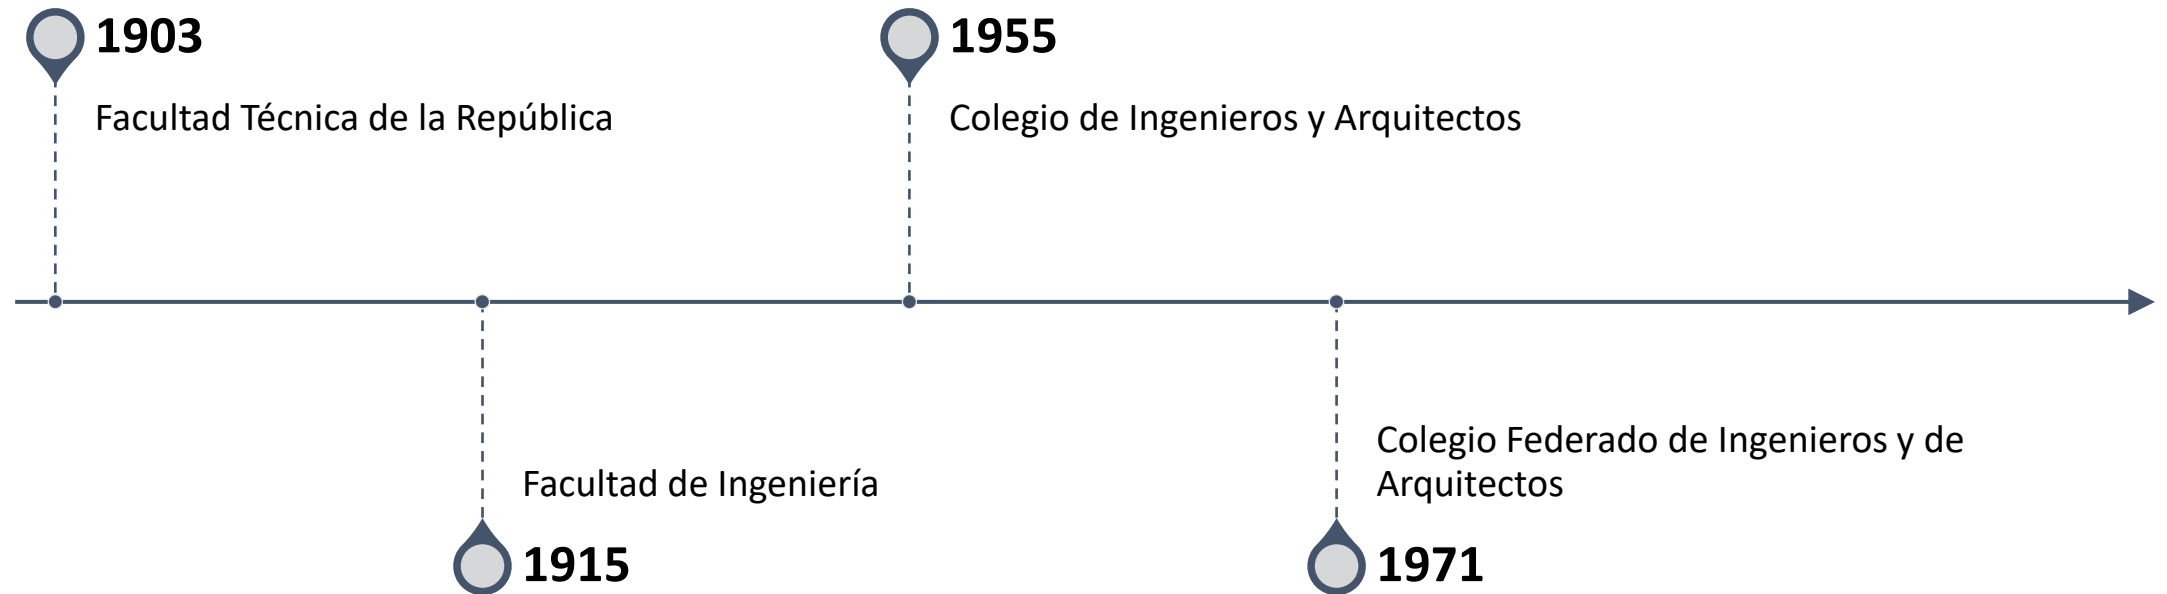 1903
Facultad Técnica de la República
1915
Facultad de Ingeniería
1955
Colegio de Ingenieros y Arquitectos
1971
Colegio Federado de Ingenieros y de
Arquitectos